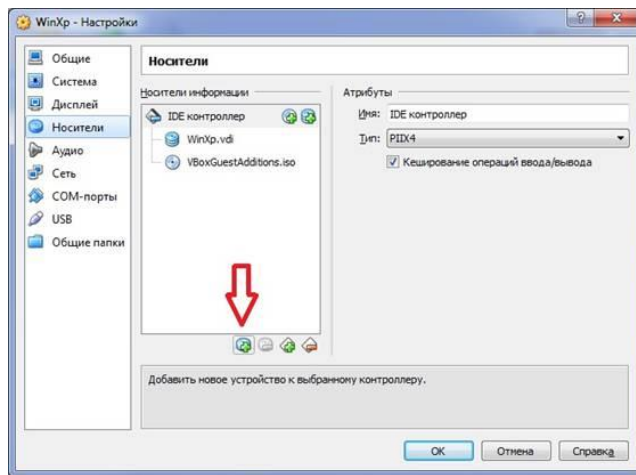 WinXp - Настройки
Общие
Система
Дисплей
Носители
Аудио
Сеть
COM-порты
USB
Общие папки
Носители
Носители информации
IDE контроллер
WinXp.vdi
VBoxGuestAdditions.iso
Атрибуты
Имя: IDE контроллер
Тип: PIIX4
Кеширование операций ввода/вывода
Добавить новое устройство к выбранному контроллеру.
OK Отмена Справка